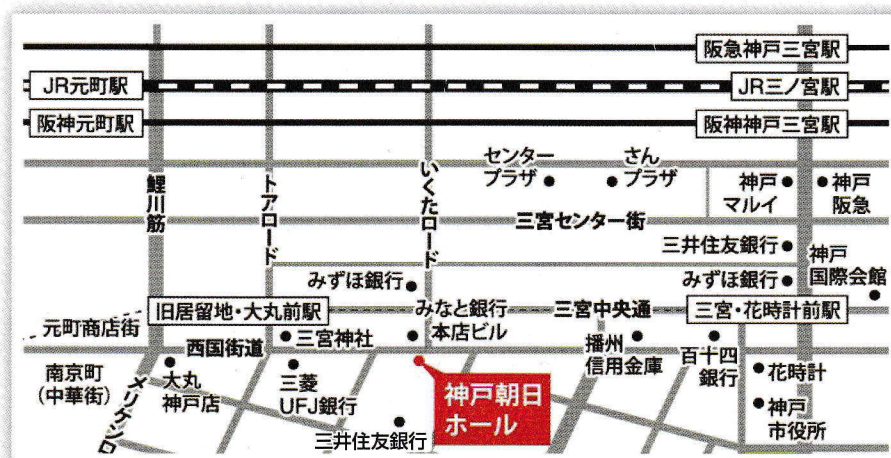 阪急神戸三宮駅
JR元町駅
JR三ノ宮駅
阪神元町駅
阪神神戸三宮駅
鯉川筋
トアロード
いくたロード
センター
プラザ
さん
プラザ
神戸
マルイ
神戸
阪急
三宮センター街
三井住友銀行
神戸
国際会館
みずほ銀行
みずほ銀行
旧居留地・大丸前駅
みなと銀行
本店ビル
三宮中央通
三宮・花時計前駅
元町商店街
西国街道
三宮神社
播州
信用金庫
百十四
銀行
南京町
(中華街)
メリケンロ
大丸
神戸店
三菱
UFJ銀行
神戸朝日
ホール
花時計
神戸
市役所
三井住友銀行